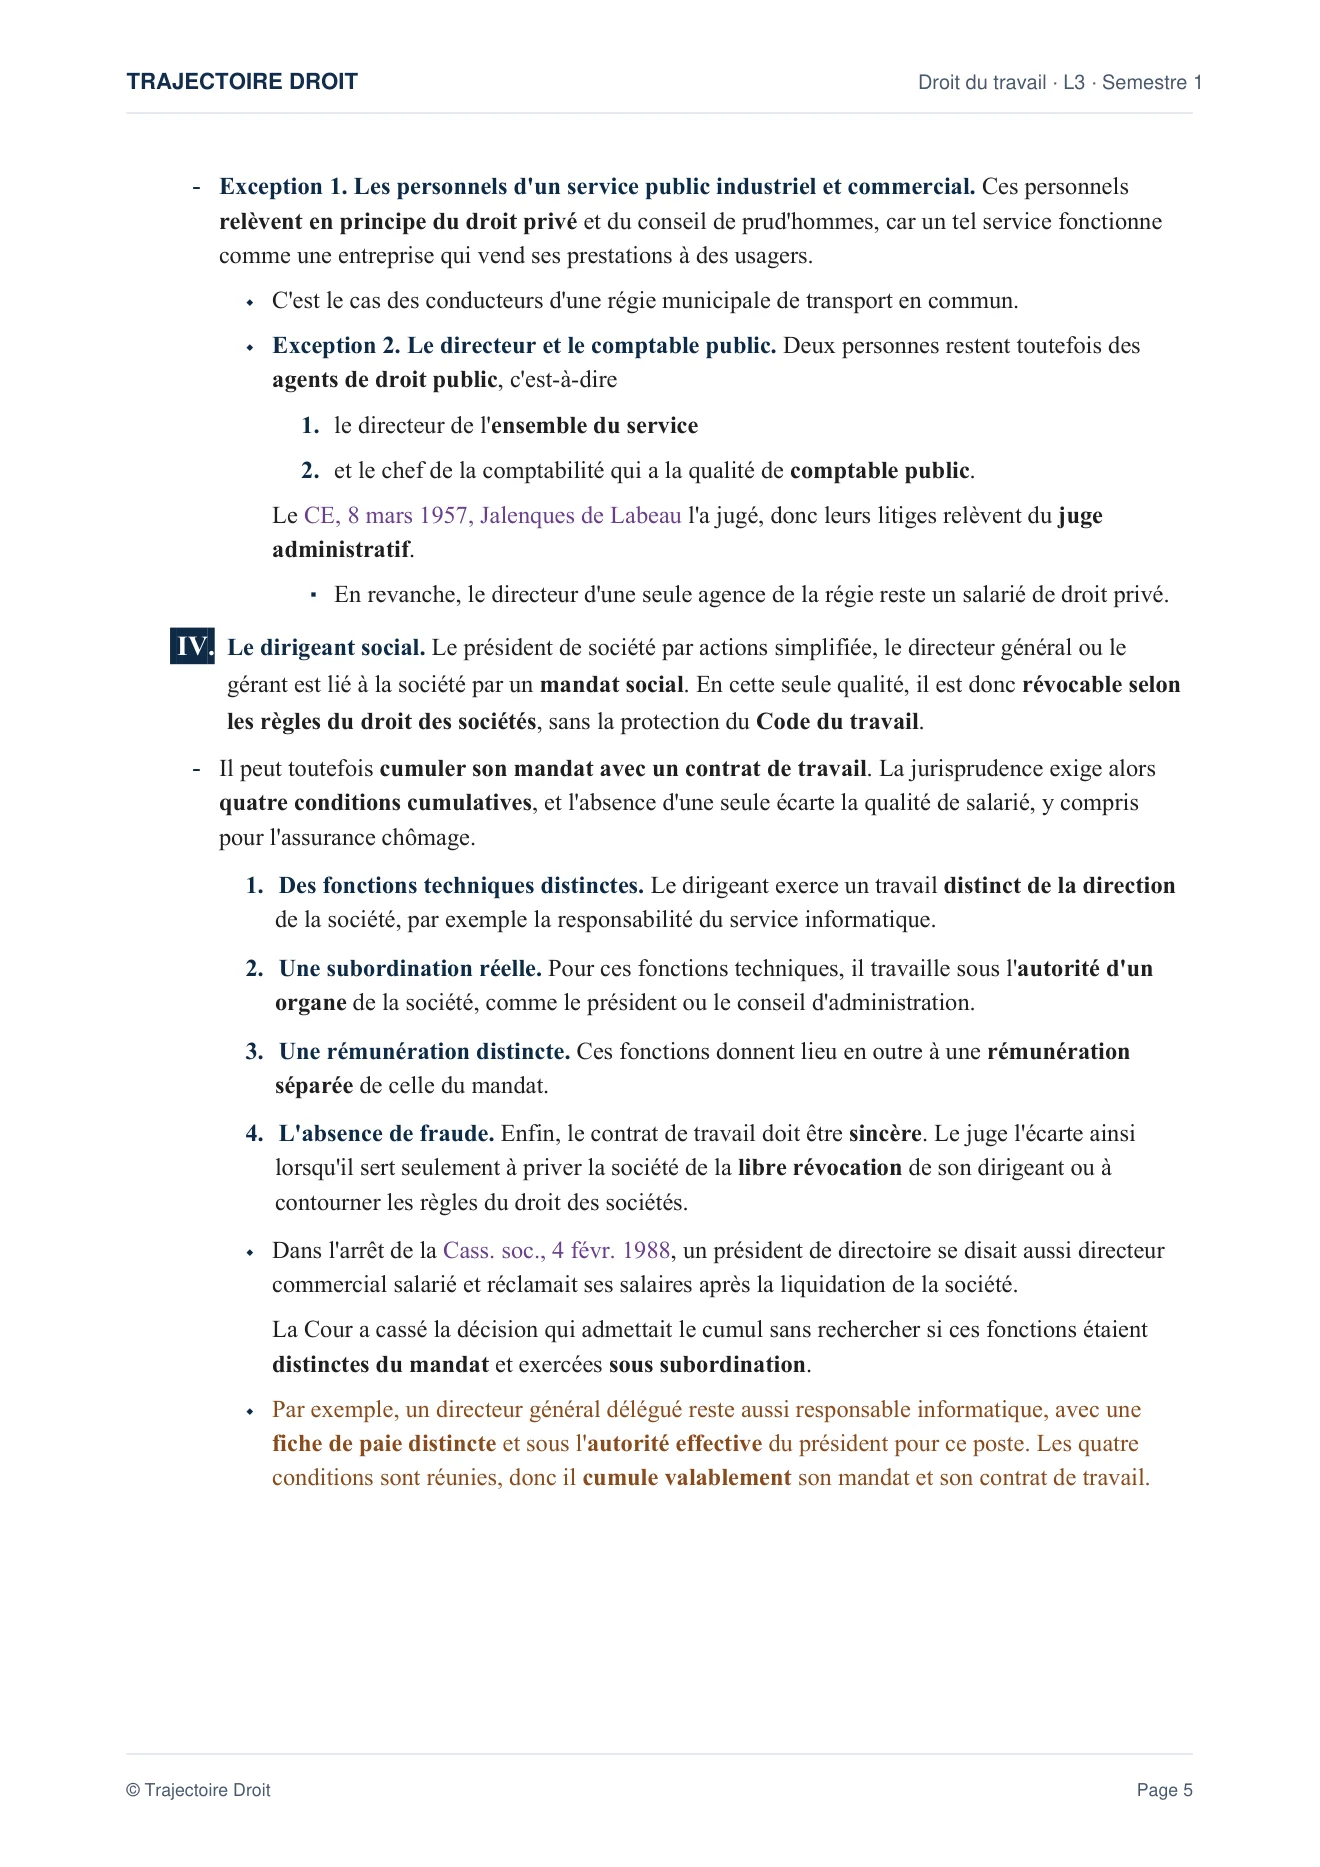 TRAJECTOIRE DROIT
Droit du travail · L3 · Semestre 1
- Exception 1. Les personnels d'un service public industriel et commercial. Ces personnels
relèvent en principe du droit privé et du conseil de prud'hommes, car un tel service fonctionne
comme une entreprise qui vend ses prestations à des usagers.
⬩ C'est le cas des conducteurs d'une régie municipale de transport en commun.
⬩ Exception 2. Le directeur et le comptable public. Deux personnes restent toutefois des
agents de droit public, c'est-à-dire
1. le directeur de l'ensemble du service
2. et le chef de la comptabilité qui a la qualité de comptable public.
Le CE, 8 mars 1957, Jalenques de Labeau l'a jugé, donc leurs litiges relèvent du juge
administratif.
▪ En revanche, le directeur d'une seule agence de la régie reste un salarié de droit privé.
IV. Le dirigeant social. Le président de société par actions simplifiée, le directeur général ou le
gérant est lié à la société par un mandat social. En cette seule qualité, il est donc révocable selon
les règles du droit des sociétés, sans la protection du Code du travail.
- Il peut toutefois cumuler son mandat avec un contrat de travail. La jurisprudence exige alors
quatre conditions cumulatives, et l'absence d'une seule écarte la qualité de salarié, y compris
pour l'assurance chômage.
1. Des fonctions techniques distinctes. Le dirigeant exerce un travail distinct de la direction
de la société, par exemple la responsabilité du service informatique.
2. Une subordination réelle. Pour ces fonctions techniques, il travaille sous l'autorité d'un
organe de la société, comme le président ou le conseil d'administration.
3. Une rémunération distincte. Ces fonctions donnent lieu en outre à une rémunération
séparée de celle du mandat.
4. L'absence de fraude. Enfin, le contrat de travail doit être sincère. Le juge l'écarte ainsi
lorsqu'il sert seulement à priver la société de la libre révocation de son dirigeant ou à
contourner les règles du droit des sociétés.
⬩ Dans l'arrêt de la Cass. soc., 4 févr. 1988, un président de directoire se disait aussi directeur
commercial salarié et réclamait ses salaires après la liquidation de la société.
La Cour a cassé la décision qui admettait le cumul sans rechercher si ces fonctions étaient
distinctes du mandat et exercées sous subordination.
⬩ Par exemple, un directeur général délégué reste aussi responsable informatique, avec une
fiche de paie distincte et sous l'autorité effective du président pour ce poste. Les quatre
conditions sont réunies, donc il cumule valablement son mandat et son contrat de travail.
© Trajectoire Droit
Page 5